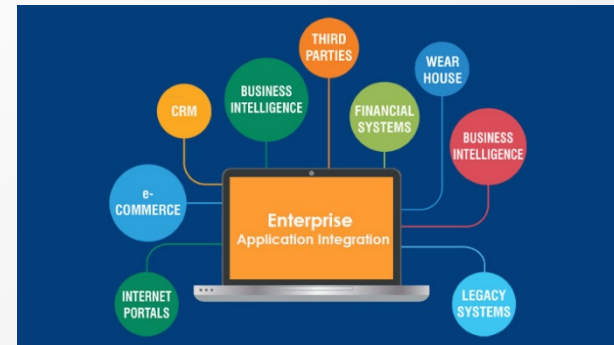 THIRD
PARTIES
WEAR
HOUSE
BUSINESS
INTELLIGENCE
CRM
FINANCIAL
SYSTEMS
BUSINESS
INTELLIGENCE
e-
COMMERCE
Enterprise
Application Integration
INTERNET
PORTALS
LEGACY
SYSTEMS